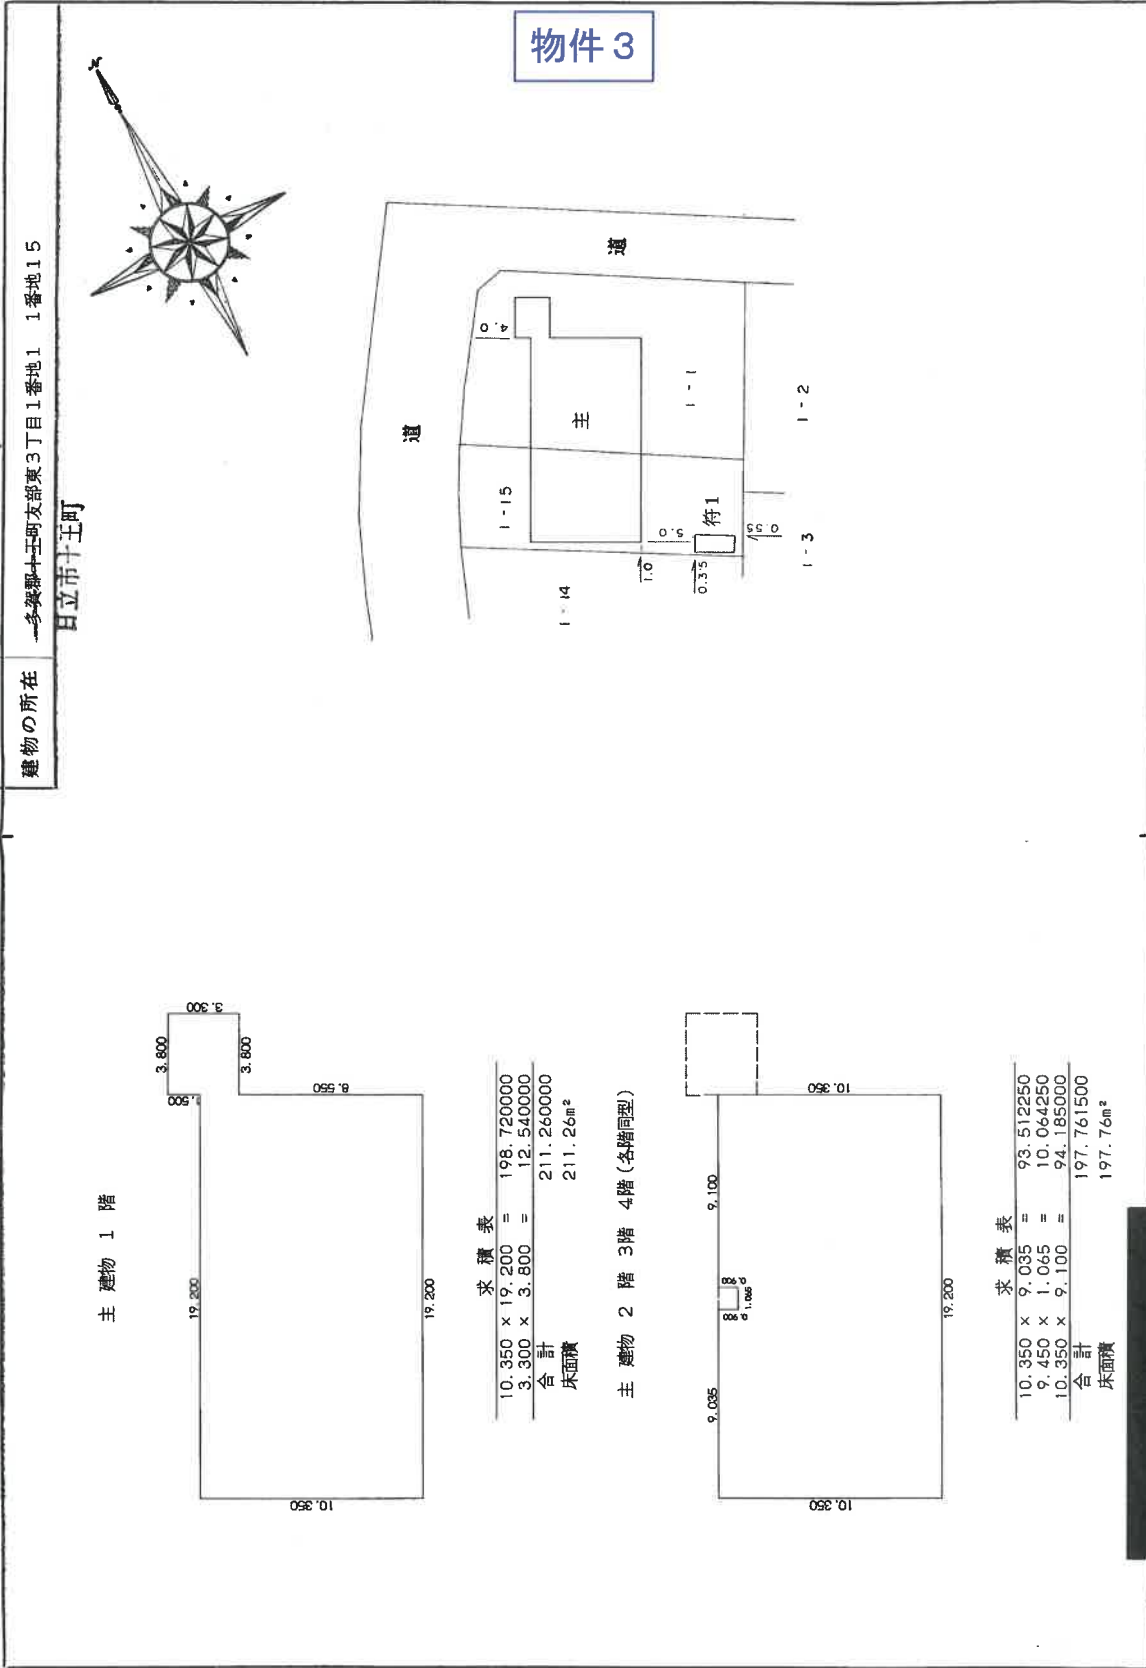 物件3
建物の所在
多賀郡十王町友部東3丁目1番地1 1番地15
日立市十王町
主 建物 1 階
19.200
3.800
3.300
3.800
1.500
8.550
10.350
19.200
求積表
10.350 × 19.200 = 198.720000
3.300 × 3.800 = 12.540000
合計 211.260000
床面積 211.26m²
主 建物 2 階 3階 4階(各階同型)
9.035
9.100
1.065
10.350
10.350
19.200
求積表
10.350 × 9.035 = 93.512250
9.450 × 1.065 = 10.064250
10.350 × 9.100 = 94.185000
合計 197.761500
床面積 197.76m²
道
道
4.0
主
1-15
1-1
1-14
1-2
1-3
符1
5.0
1.0
0.35
0.55